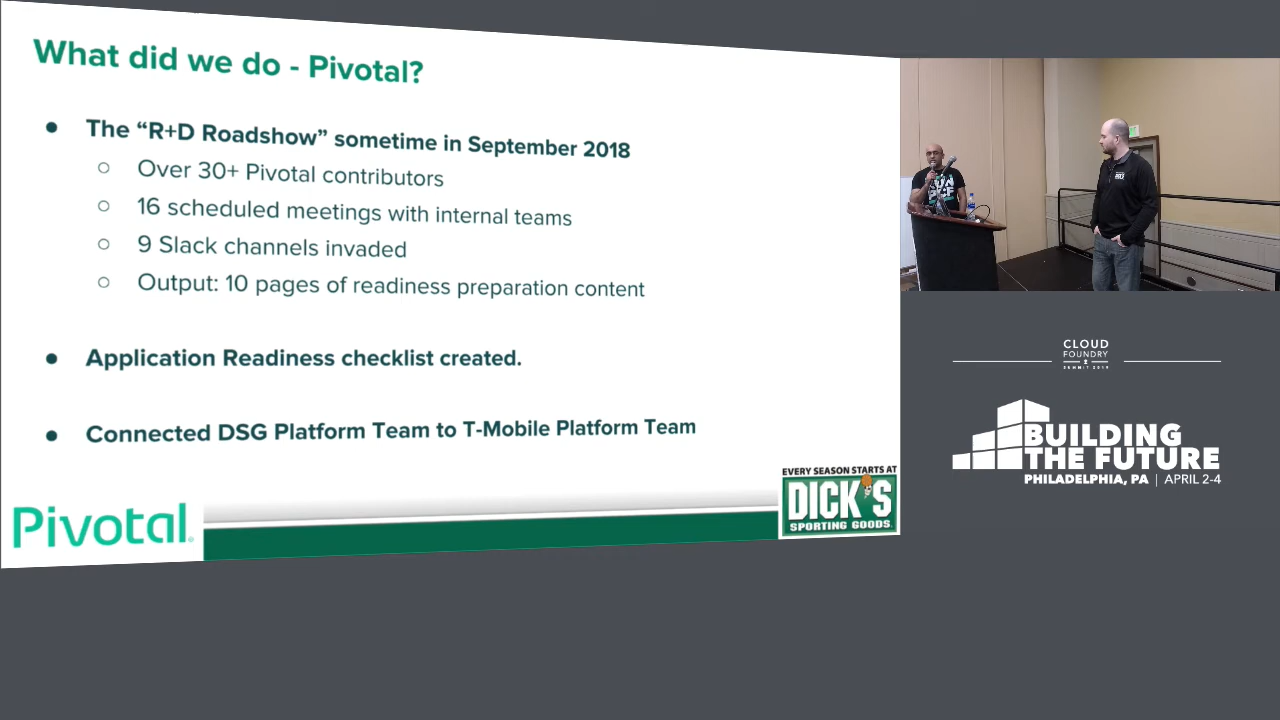 What did we do - Pivotal?
● The “R+D Roadshow” sometime in September 2018
○ Over 30+ Pivotal contributors
○ 16 scheduled meetings with internal teams
○ 9 Slack channels invaded
○ Output: 10 pages of readiness preparation content
● Application Readiness checklist created.
● Connected DSG Platform Team to T-Mobile Platform Team
Pivotal
EVERY SEASON STARTS AT
DICK'S
SPORTING GOODS
CLOUD
FOUNDRY
SUMMIT 2019
BUILDING
THE FUTURE
PHILADELPHIA, PA | APRIL 2-4